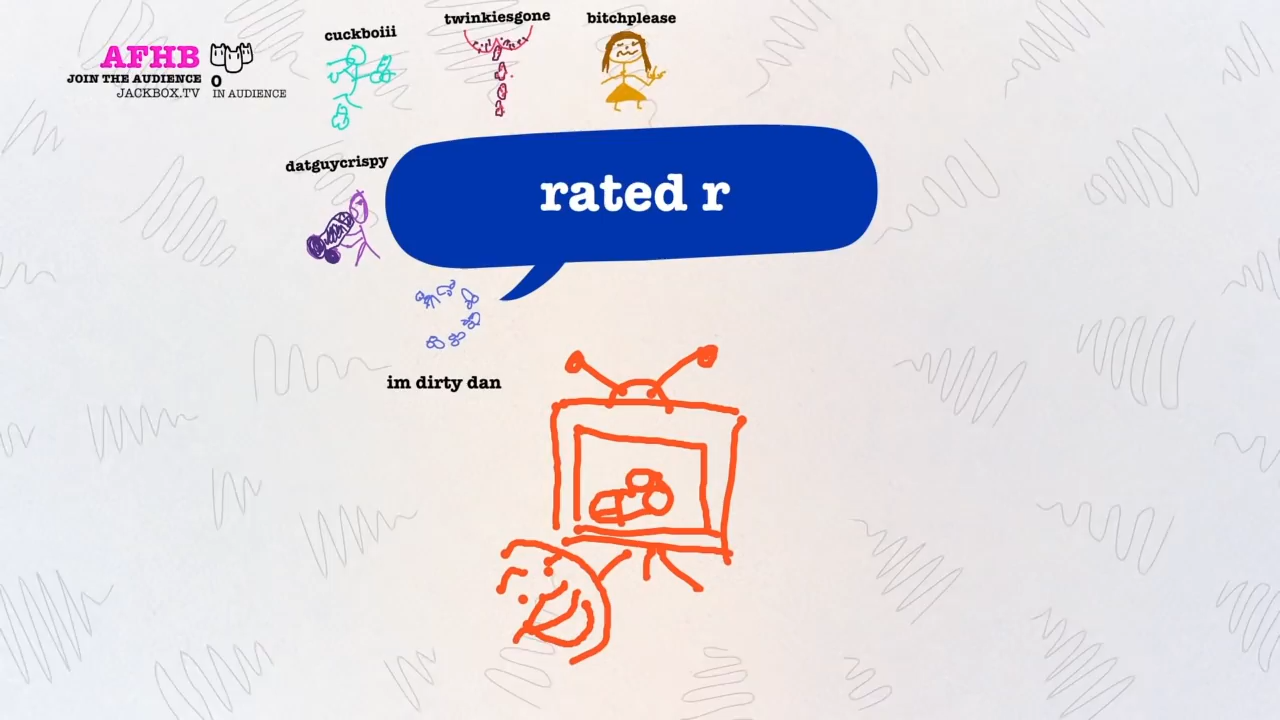 AFHB
JOIN THE AUDIENCE
JACKBOX.TV
0
IN AUDIENCE
cuckboiii
twinkiesgone
bitchplease
datguycrispy
rated r
im dirty dan